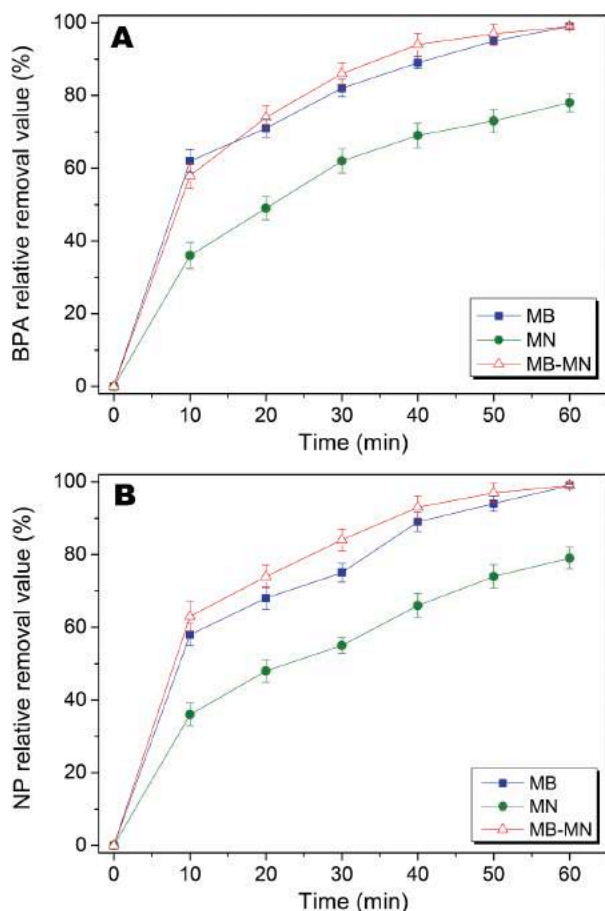 A
BPA relative removal value (%)
100
80
60
40
20
0
MB
MN
MB-MN
0 10 20 30 40 50 60
Time (min)
B
NP relative removal value (%)
100
80
60
40
20
0
MB
MN
MB-MN
0 10 20 30 40 50 60
Time (min)